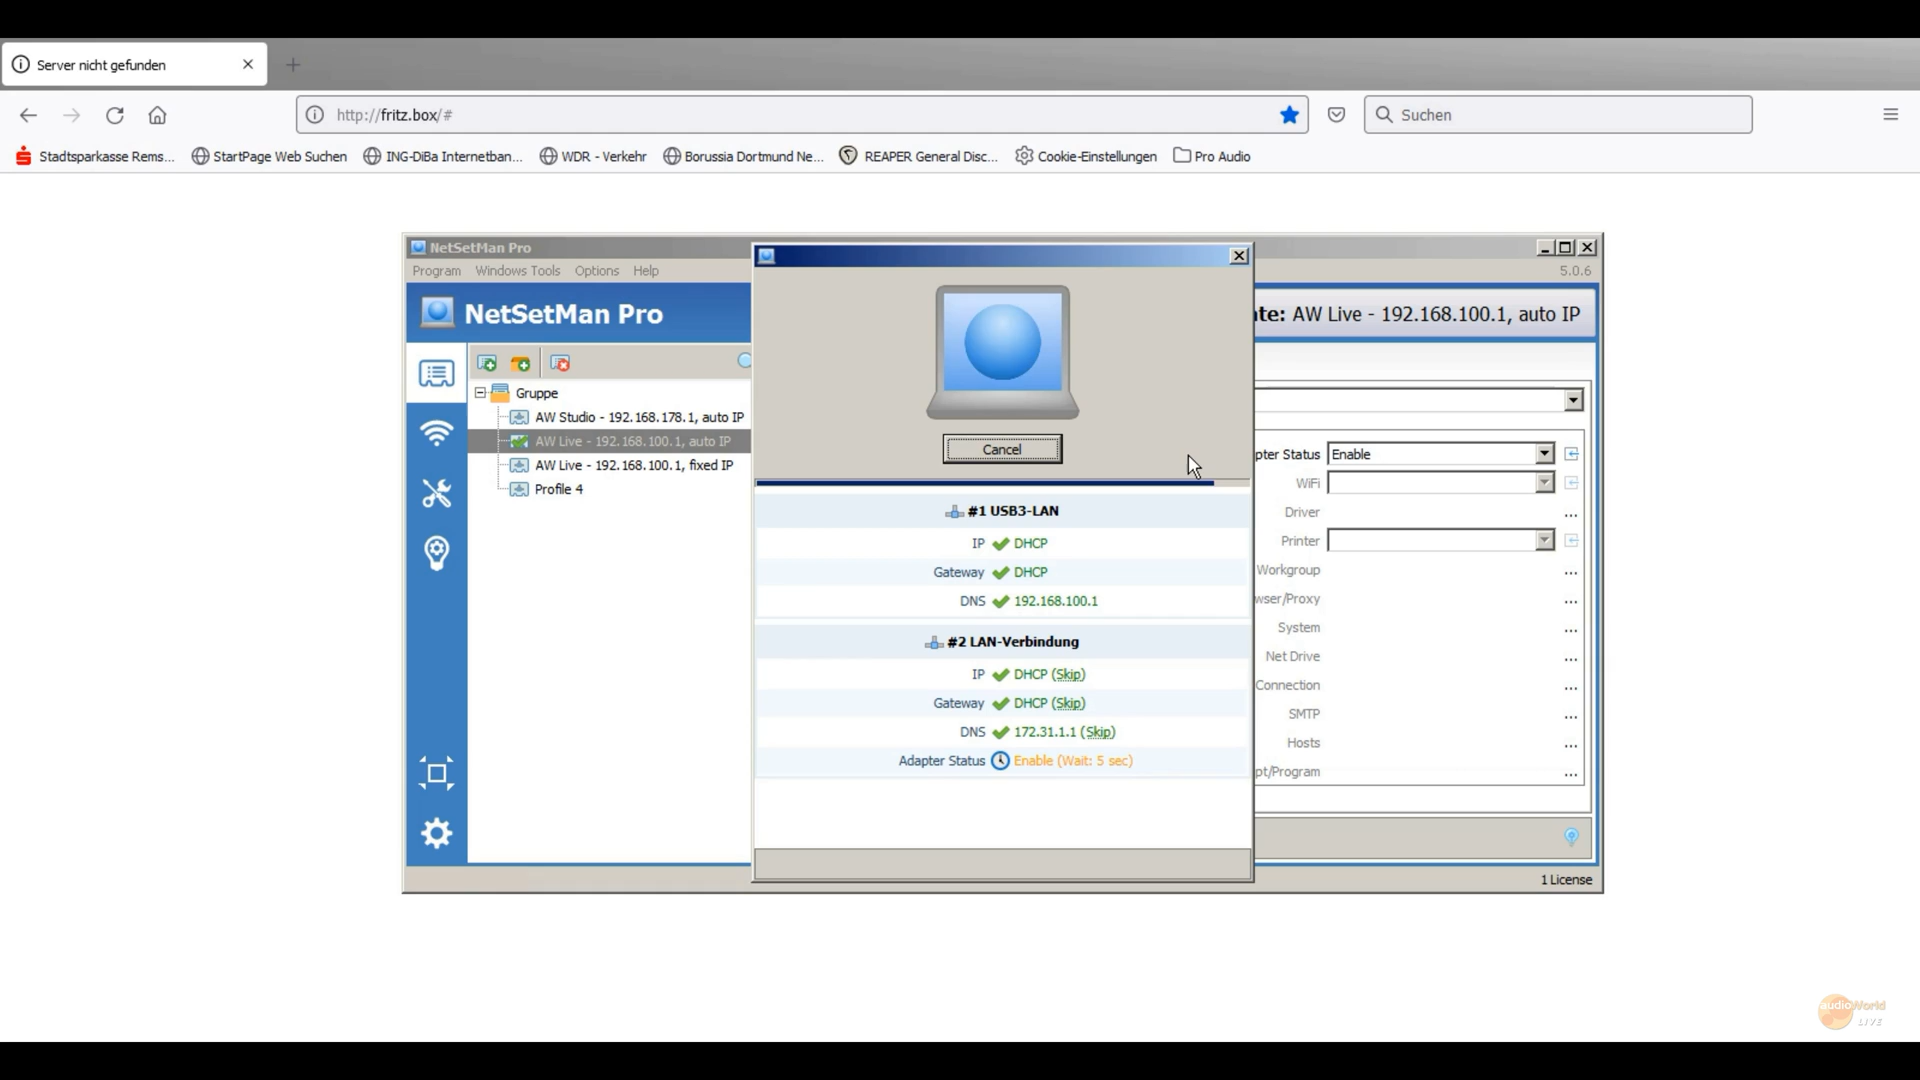 Server nicht gefunden
http://fritz.box/#
Suchen
Stadtsparkasse Rems...
StartPage Web Suchen
ING-DiBa Internetban...
WDR - Verkehr
Borussia Dortmund Ne...
REAPER General Disc...
Cookie-Einstellungen
Pro Audio
NetSetMan Pro
Program Windows Tools Options Help
5.0.6
NetSetMan Pro
te: AW Live - 192.168.100.1, auto IP
Gruppe
AW Studio - 192.168.178.1, auto IP
AW Live - 192.168.100.1, auto IP
AW Live - 192.168.100.1, fixed IP
Profile 4
Cancel
#1 USB3-LAN
IP DHCP
Gateway DHCP
DNS 192.168.100.1
#2 LAN-Verbindung
IP DHCP (Skip)
Gateway DHCP (Skip)
DNS 172.31.1.1 (Skip)
Adapter Status Enable (Wait: 5 sec)
pter Status Enable
WiFi
Driver ...
Printer
Workgroup ...
wser/Proxy ...
System ...
Net Drive ...
Connection ...
SMTP ...
Hosts ...
pt/Program ...
1 License
audioWorld
LIVE